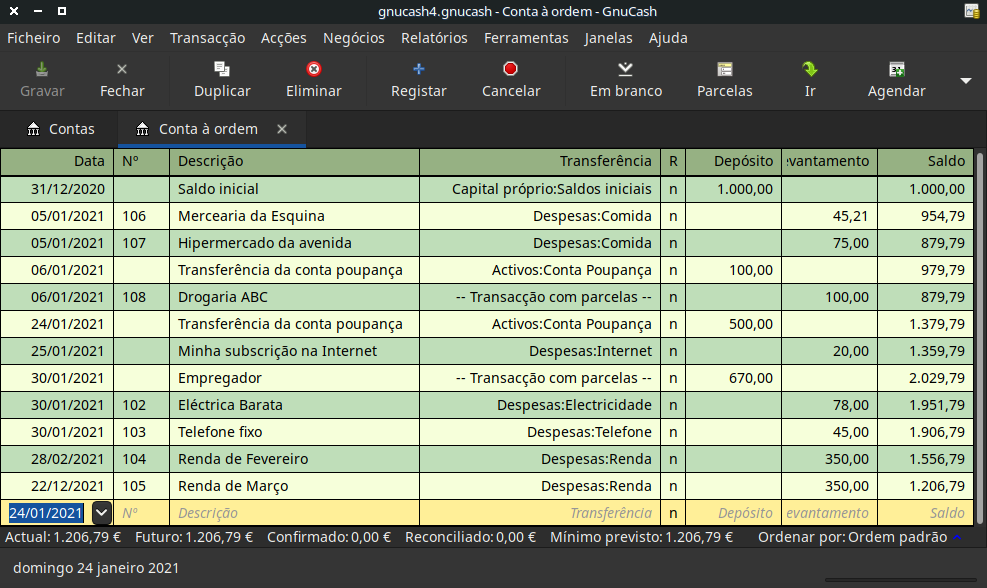 gnucash4.gnucash - Conta à ordem - GnuCash
Ficheiro Editar Ver Transacção Acções Negócios Relatórios Ferramentas Janelas Ajuda
Gravar Fechar Duplicar Eliminar Registar Cancelar Em branco Parcelas Ir Agendar
Contas Conta à ordem
Data Nº Descrição Transferência R Depósito evantamento Saldo
31/12/2020 Saldo inicial Capital próprio:Saldos iniciais n 1.000,00 1.000,00
05/01/2021 106 Mercearia da Esquina Despesas:Comida n 45,21 954,79
05/01/2021 107 Hipermercado da avenida Despesas:Comida n 75,00 879,79
06/01/2021 Transferência da conta poupança Activos:Conta Poupança n 100,00 979,79
06/01/2021 108 Drogaria ABC -- Transacção com parcelas -- n 100,00 879,79
24/01/2021 Transferência da conta poupança Activos:Conta Poupança n 500,00 1.379,79
25/01/2021 Minha subscrição na Internet Despesas:Internet n 20,00 1.359,79
30/01/2021 Empregador -- Transacção com parcelas -- n 670,00 2.029,79
30/01/2021 102 Eléctrica Barata Despesas:Electricidade n 78,00 1.951,79
30/01/2021 103 Telefone fixo Despesas:Telefone n 45,00 1.906,79
28/02/2021 104 Renda de Fevereiro Despesas:Renda n 350,00 1.556,79
22/12/2021 105 Renda de Março Despesas:Renda n 350,00 1.206,79
24/01/2021 Nº Descrição Transferência n Depósito evantamento Saldo
Actual: 1.206,79 € Futuro: 1.206,79 € Confirmado: 0,00 € Reconciliado: 0,00 € Mínimo previsto: 1.206,79 € Ordenar por: Ordem padrão
domingo 24 janeiro 2021